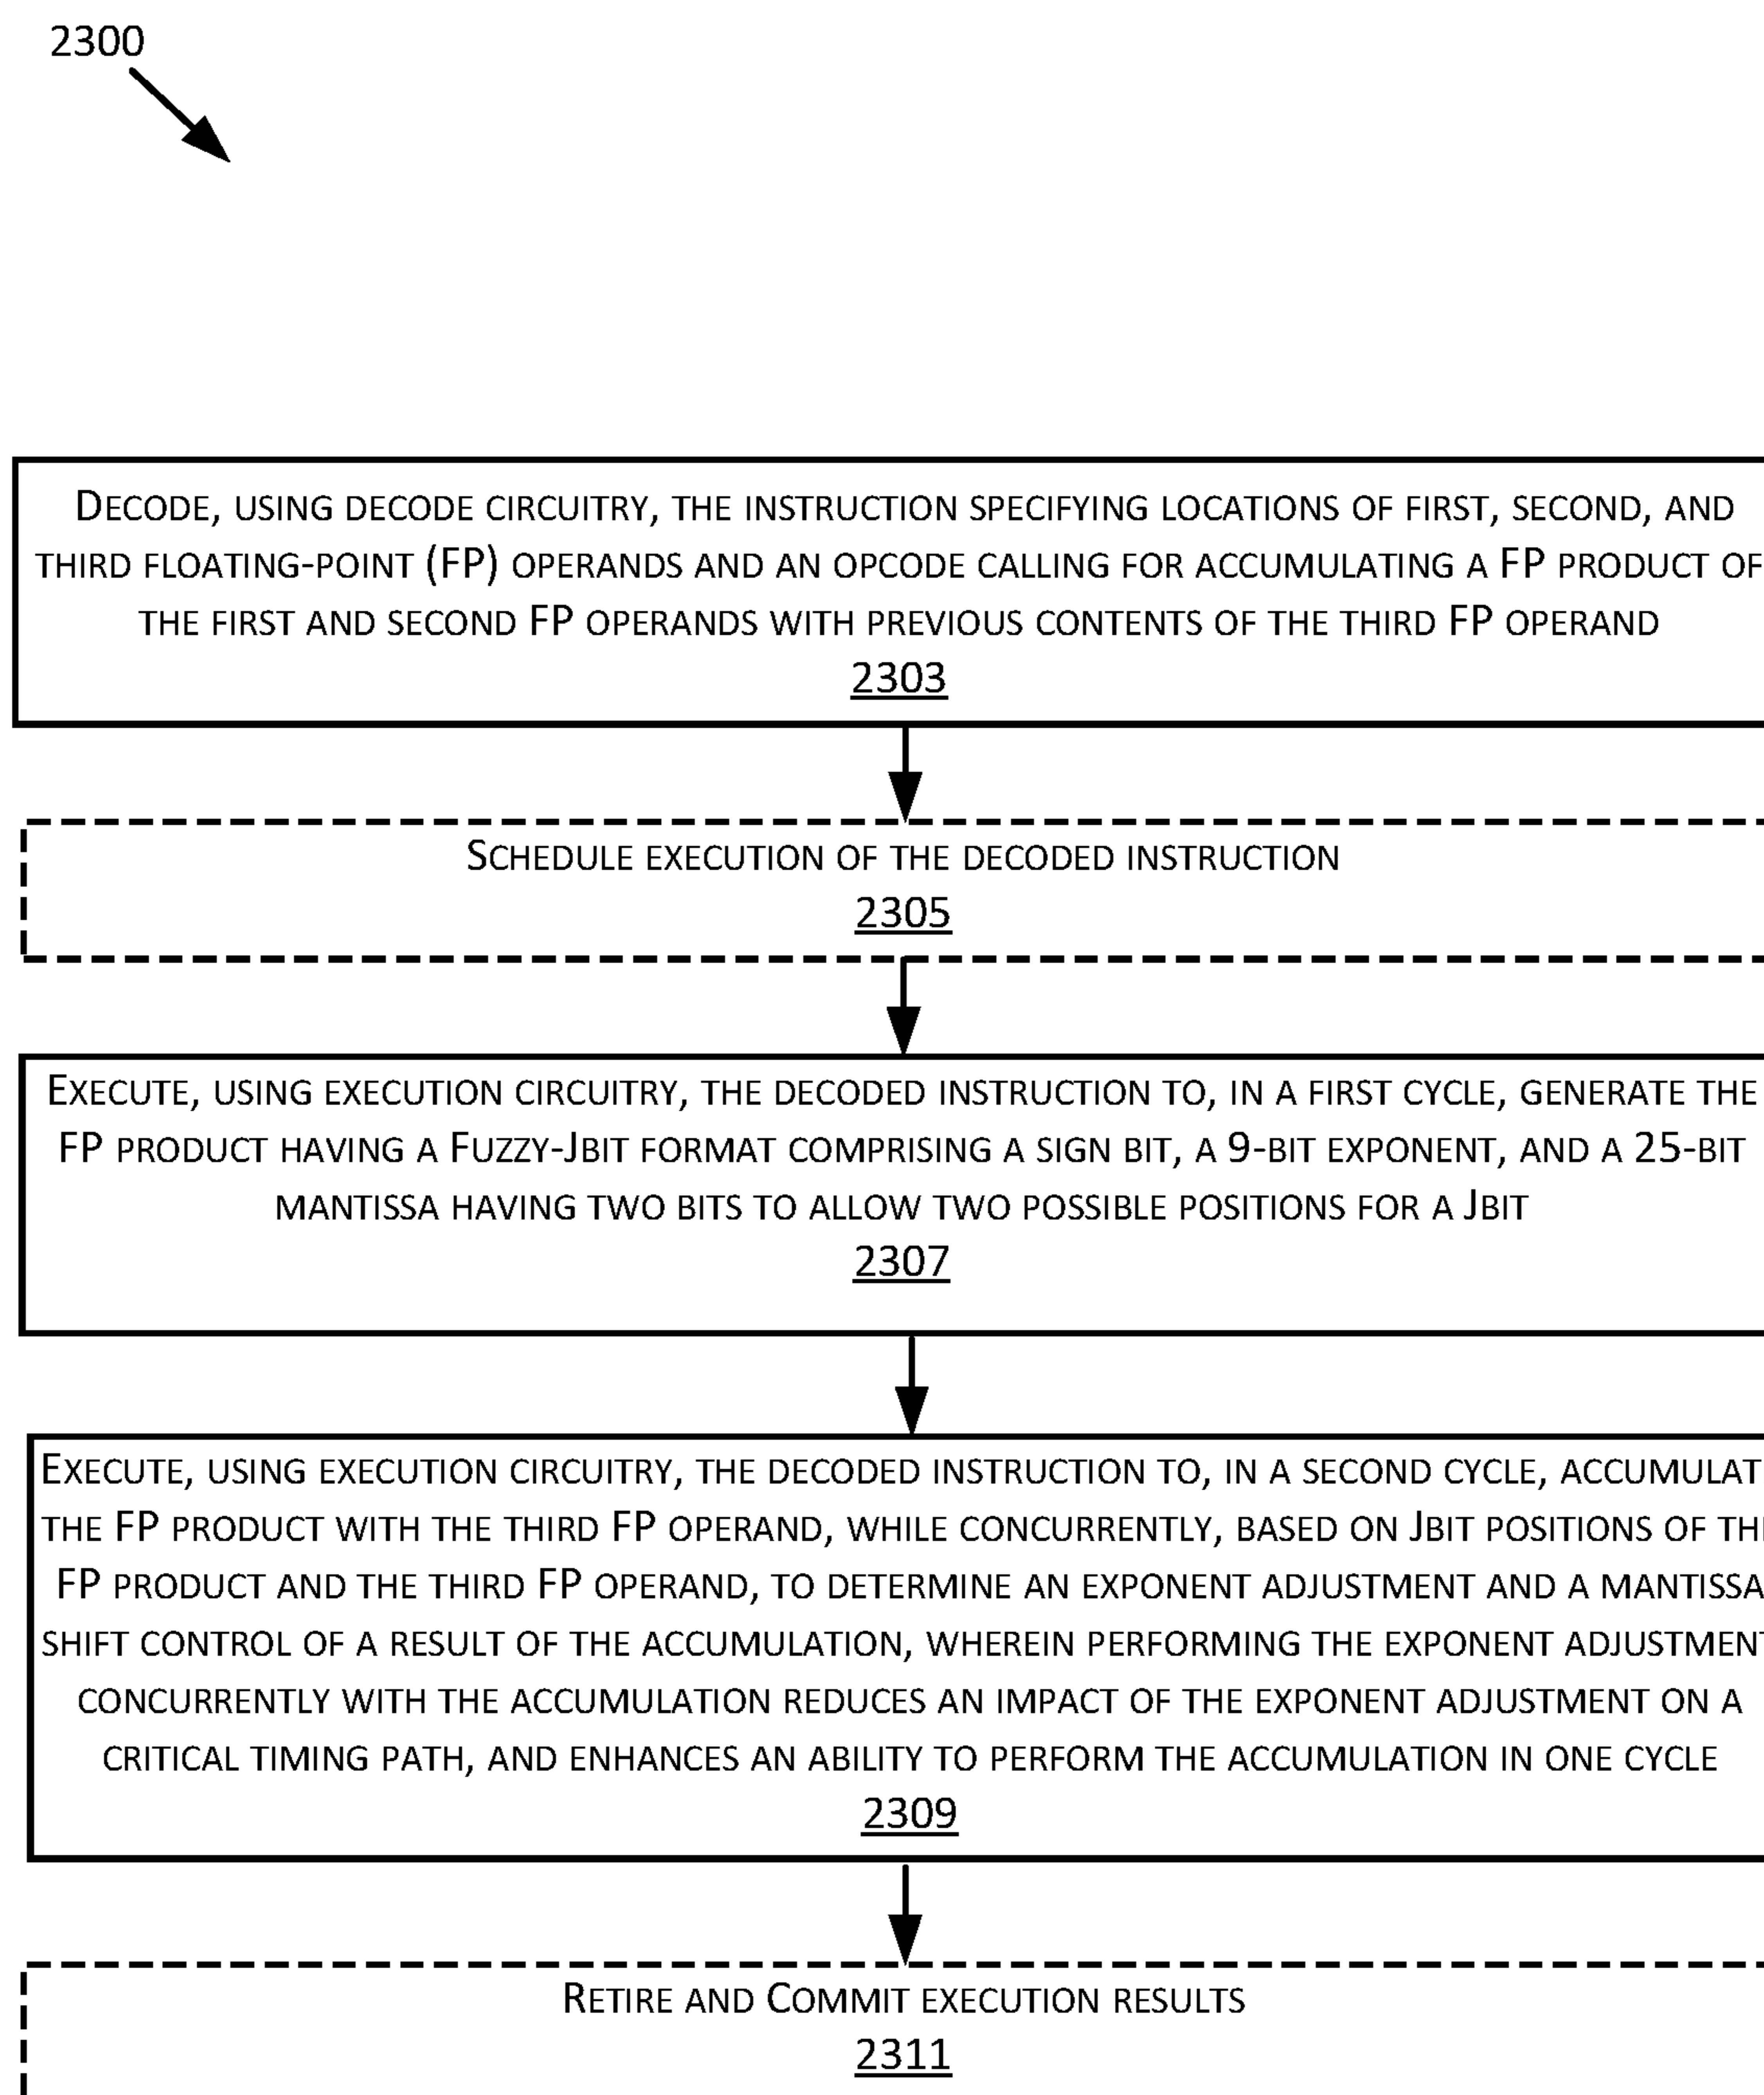 2300
Decode, using decode circuitry, the instruction specifying locations of first, second, and
third floating-point (FP) operands and an opcode calling for accumulating a FP product of
the first and second FP operands with previous contents of the third FP operand
2303
Schedule execution of the decoded instruction
2305
Execute, using execution circuitry, the decoded instruction to, in a first cycle, generate the
FP product having a Fuzzy-Jbit format comprising a sign bit, a 9-bit exponent, and a 25-bit
mantissa having two bits to allow two possible positions for a Jbit
2307
Execute, using execution circuitry, the decoded instruction to, in a second cycle, accumulat
the FP product with the third FP operand, while concurrently, based on Jbit positions of the
FP product and the third FP operand, to determine an exponent adjustment and a mantissa
shift control of a result of the accumulation, wherein performing the exponent adjustment
concurrently with the accumulation reduces an impact of the exponent adjustment on a
critical timing path, and enhances an ability to perform the accumulation in one cycle
2309
Retire and Commit execution results
2311